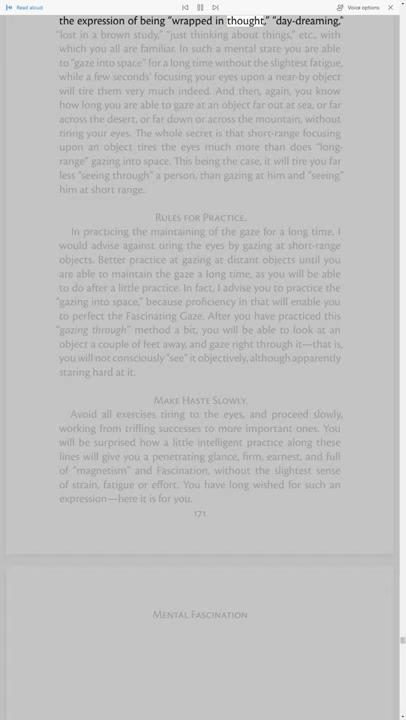 Read aloud
Voice options
the expression of being “wrapped in thought,” “day-dreaming,”
“lost in a brown study,” “just thinking about things,” etc., with
which you all are familiar. In such a mental state you are able
to “gaze into space” for a long time without the slightest fatigue,
while a few seconds’ focusing your eyes upon a near-by object
will tire them very much indeed. And then, again, you know
how long you are able to gaze at an object far out at sea, or far
across the desert, or far down or across the mountain, without
tiring your eyes. The whole secret is that short-range focusing
upon an object tires the eyes much more than does “long-
range” gazing into space. This being the case, it will tire you far
less “seeing through” a person, than gazing at him and “seeing”
him at short range.
Rules for Practice.
In practicing the maintaining of the gaze for a long time, I
would advise against tiring the eyes by gazing at short-range
objects. Better practice at gazing at distant objects until you
are able to maintain the gaze a long time, as you will be able
to do after a little practice. In fact, I advise you to practice the
“gazing into space,” because proficiency in that will enable you
to perfect the Fascinating Gaze. After you have practiced this
“gazing through” method a bit, you will be able to look at an
object a couple of feet away, and gaze right through it—that is,
you will not consciously “see” it objectively, although apparently
staring hard at it.
Make Haste Slowly.
Avoid all exercises tiring to the eyes, and proceed slowly,
working from trifling successes to more important ones. You
will be surprised how a little intelligent practice along these
lines will give you a penetrating glance, firm, earnest, and full
of “magnetism” and Fascination, without the slightest sense
of strain, fatigue or effort. You have long wished for such an
expression—here it is for you.
171
Mental Fascination